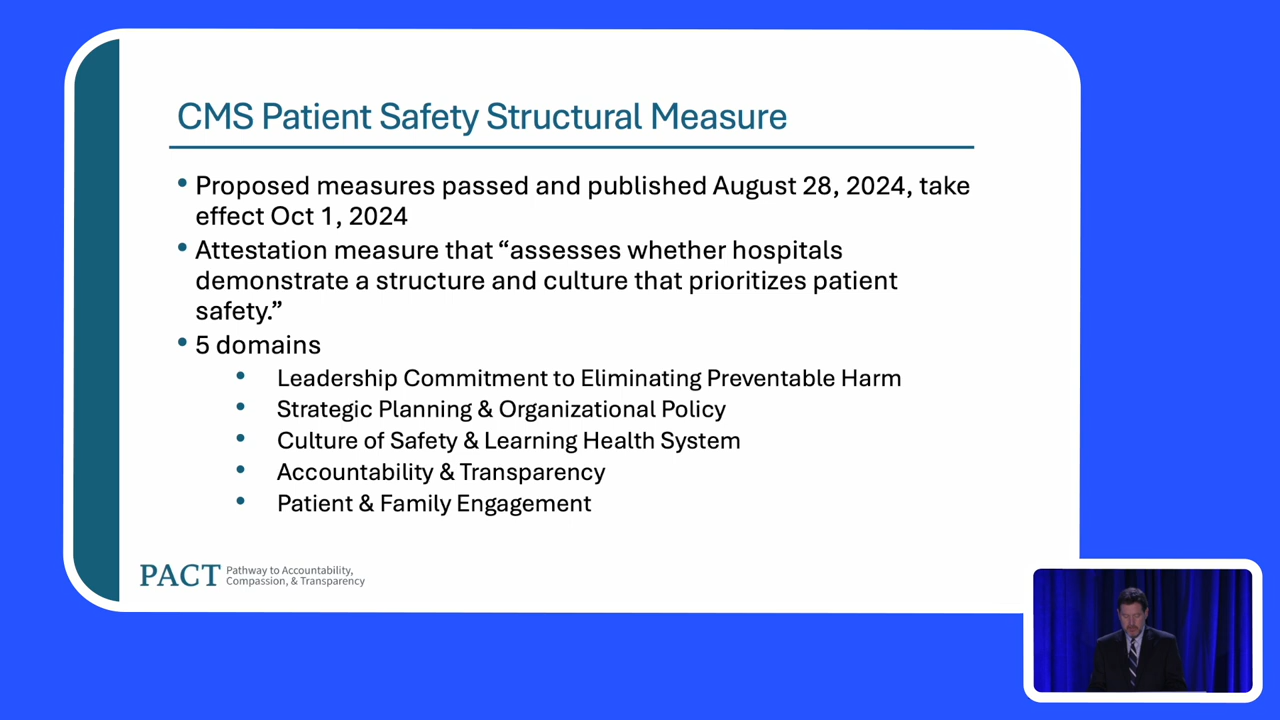 CMS Patient Safety Structural Measure
• Proposed measures passed and published August 28, 2024, take
effect Oct 1, 2024
• Attestation measure that “assesses whether hospitals
demonstrate a structure and culture that prioritizes patient
safety.”
• 5 domains
• Leadership Commitment to Eliminating Preventable Harm
• Strategic Planning & Organizational Policy
• Culture of Safety & Learning Health System
• Accountability & Transparency
• Patient & Family Engagement
PACT Pathway to Accountability,
Compassion, & Transparency